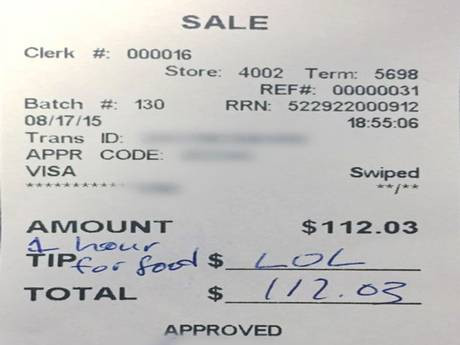 SALE
Clerk #: 000016
Store: 4002 Term: 5698
REF#: 00000031
Batch #: 130 RRN: 522922000912
08/17/15 18:55:06
Trans ID:
APPR CODE:
VISA Swiped
********** **/**
AMOUNT $112.03
1 hour
TIP for food $ LOL
TOTAL $ 112.03
APPROVED